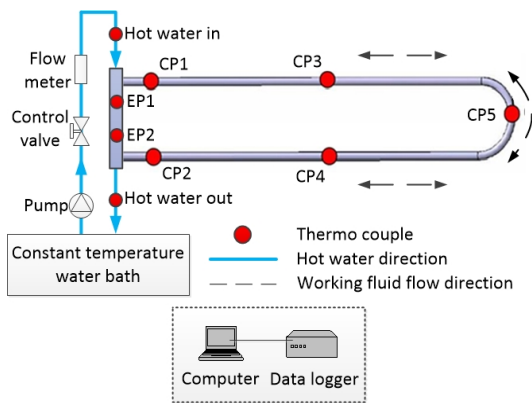 Hot water in
Flow
meter
CP1
CP3
EP1
CP5
Control
valve
EP2
CP2
CP4
Hot water out
Pump
Constant temperature
water bath
Thermo couple
Hot water direction
Working fluid flow direction
Computer
Data logger